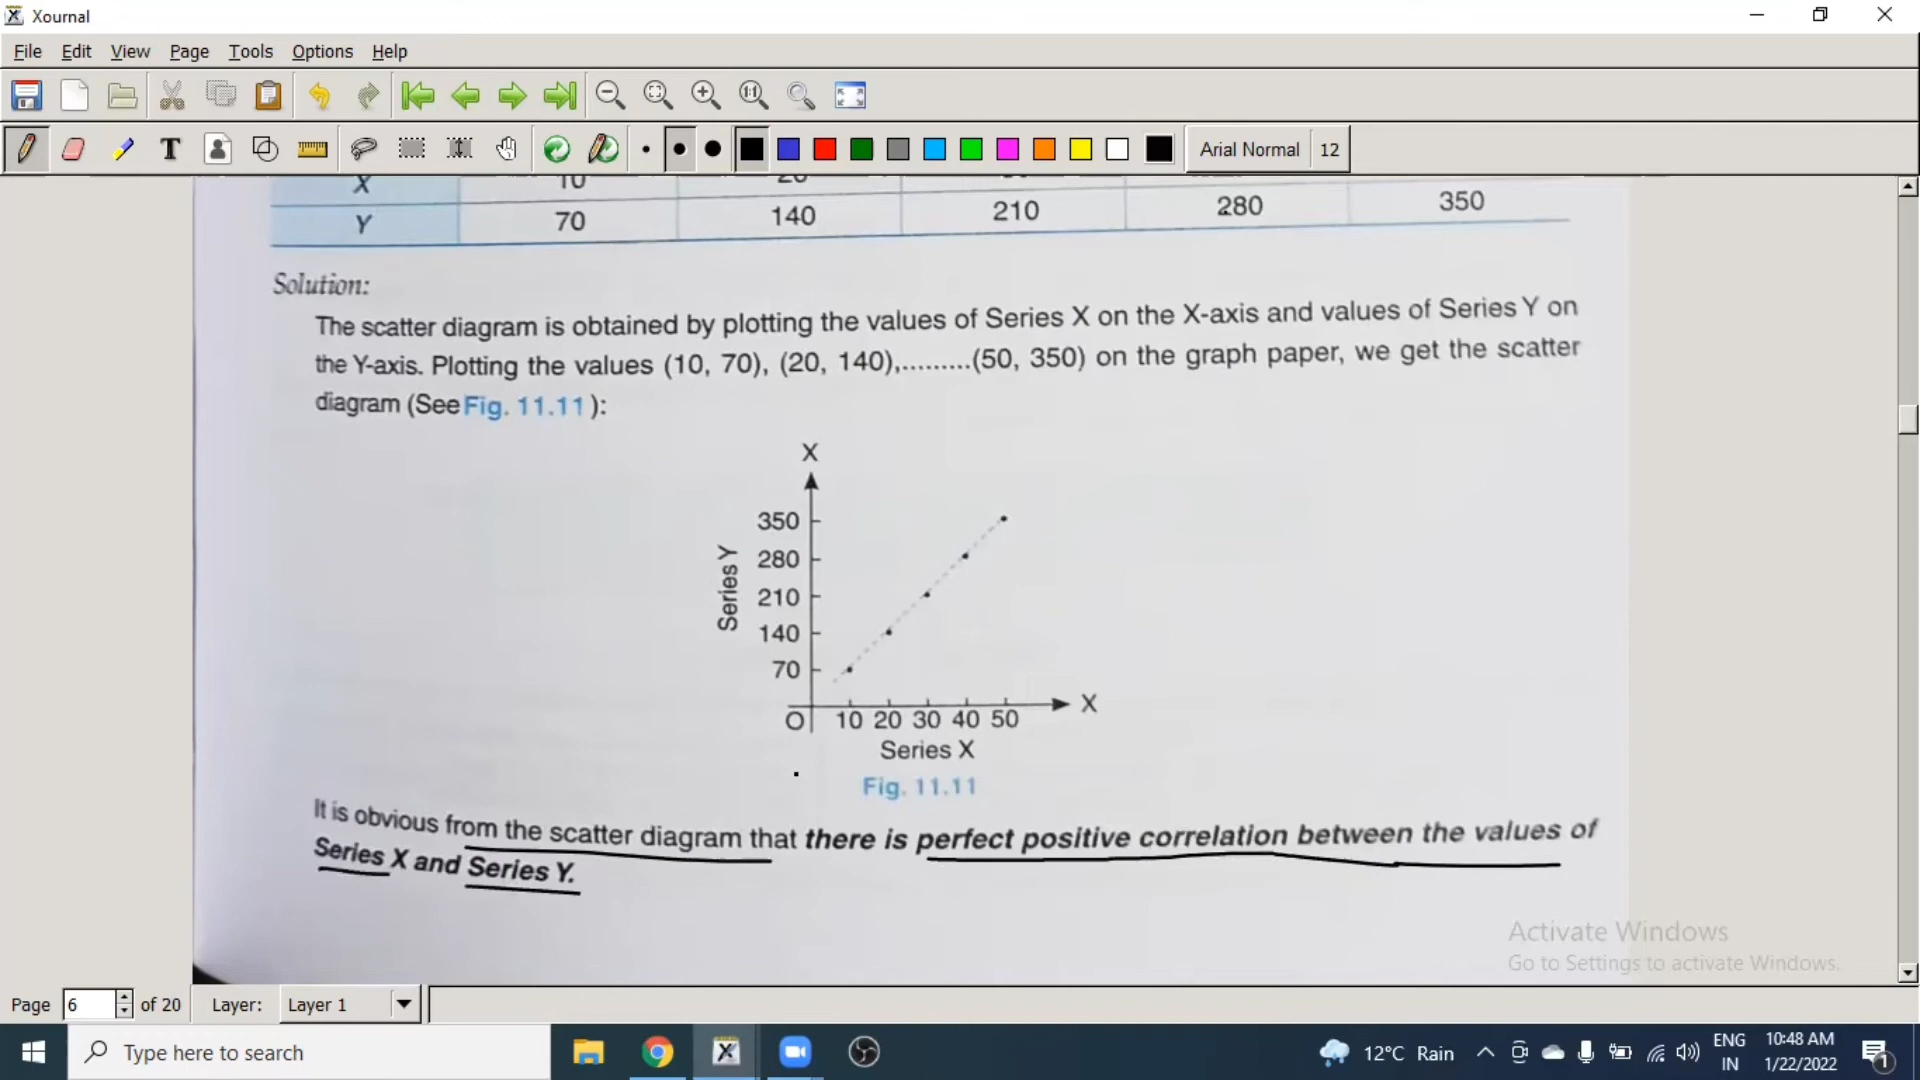 Xournal
File Edit View Page Tools Options Help
T Arial Normal 12
X 10 20
Y 70 140 210 280 350
Solution:
The scatter diagram is obtained by plotting the values of Series X on the X-axis and values of Series Y on
the Y-axis. Plotting the values (10, 70), (20, 140),.........(50, 350) on the graph paper, we get the scatter
diagram (See Fig. 11.11):
X
350
280
210
140
70
Series Y
O 10 20 30 40 50 X
Series X
Fig. 11.11
It is obvious from the scatter diagram that there is perfect positive correlation between the values of
Series X and Series Y.
Activate Windows
Go to Settings to activate Windows.
Page 6 of 20 Layer: Layer 1
Type here to search
12°C Rain
ENG
IN
10:48 AM
1/22/2022
1